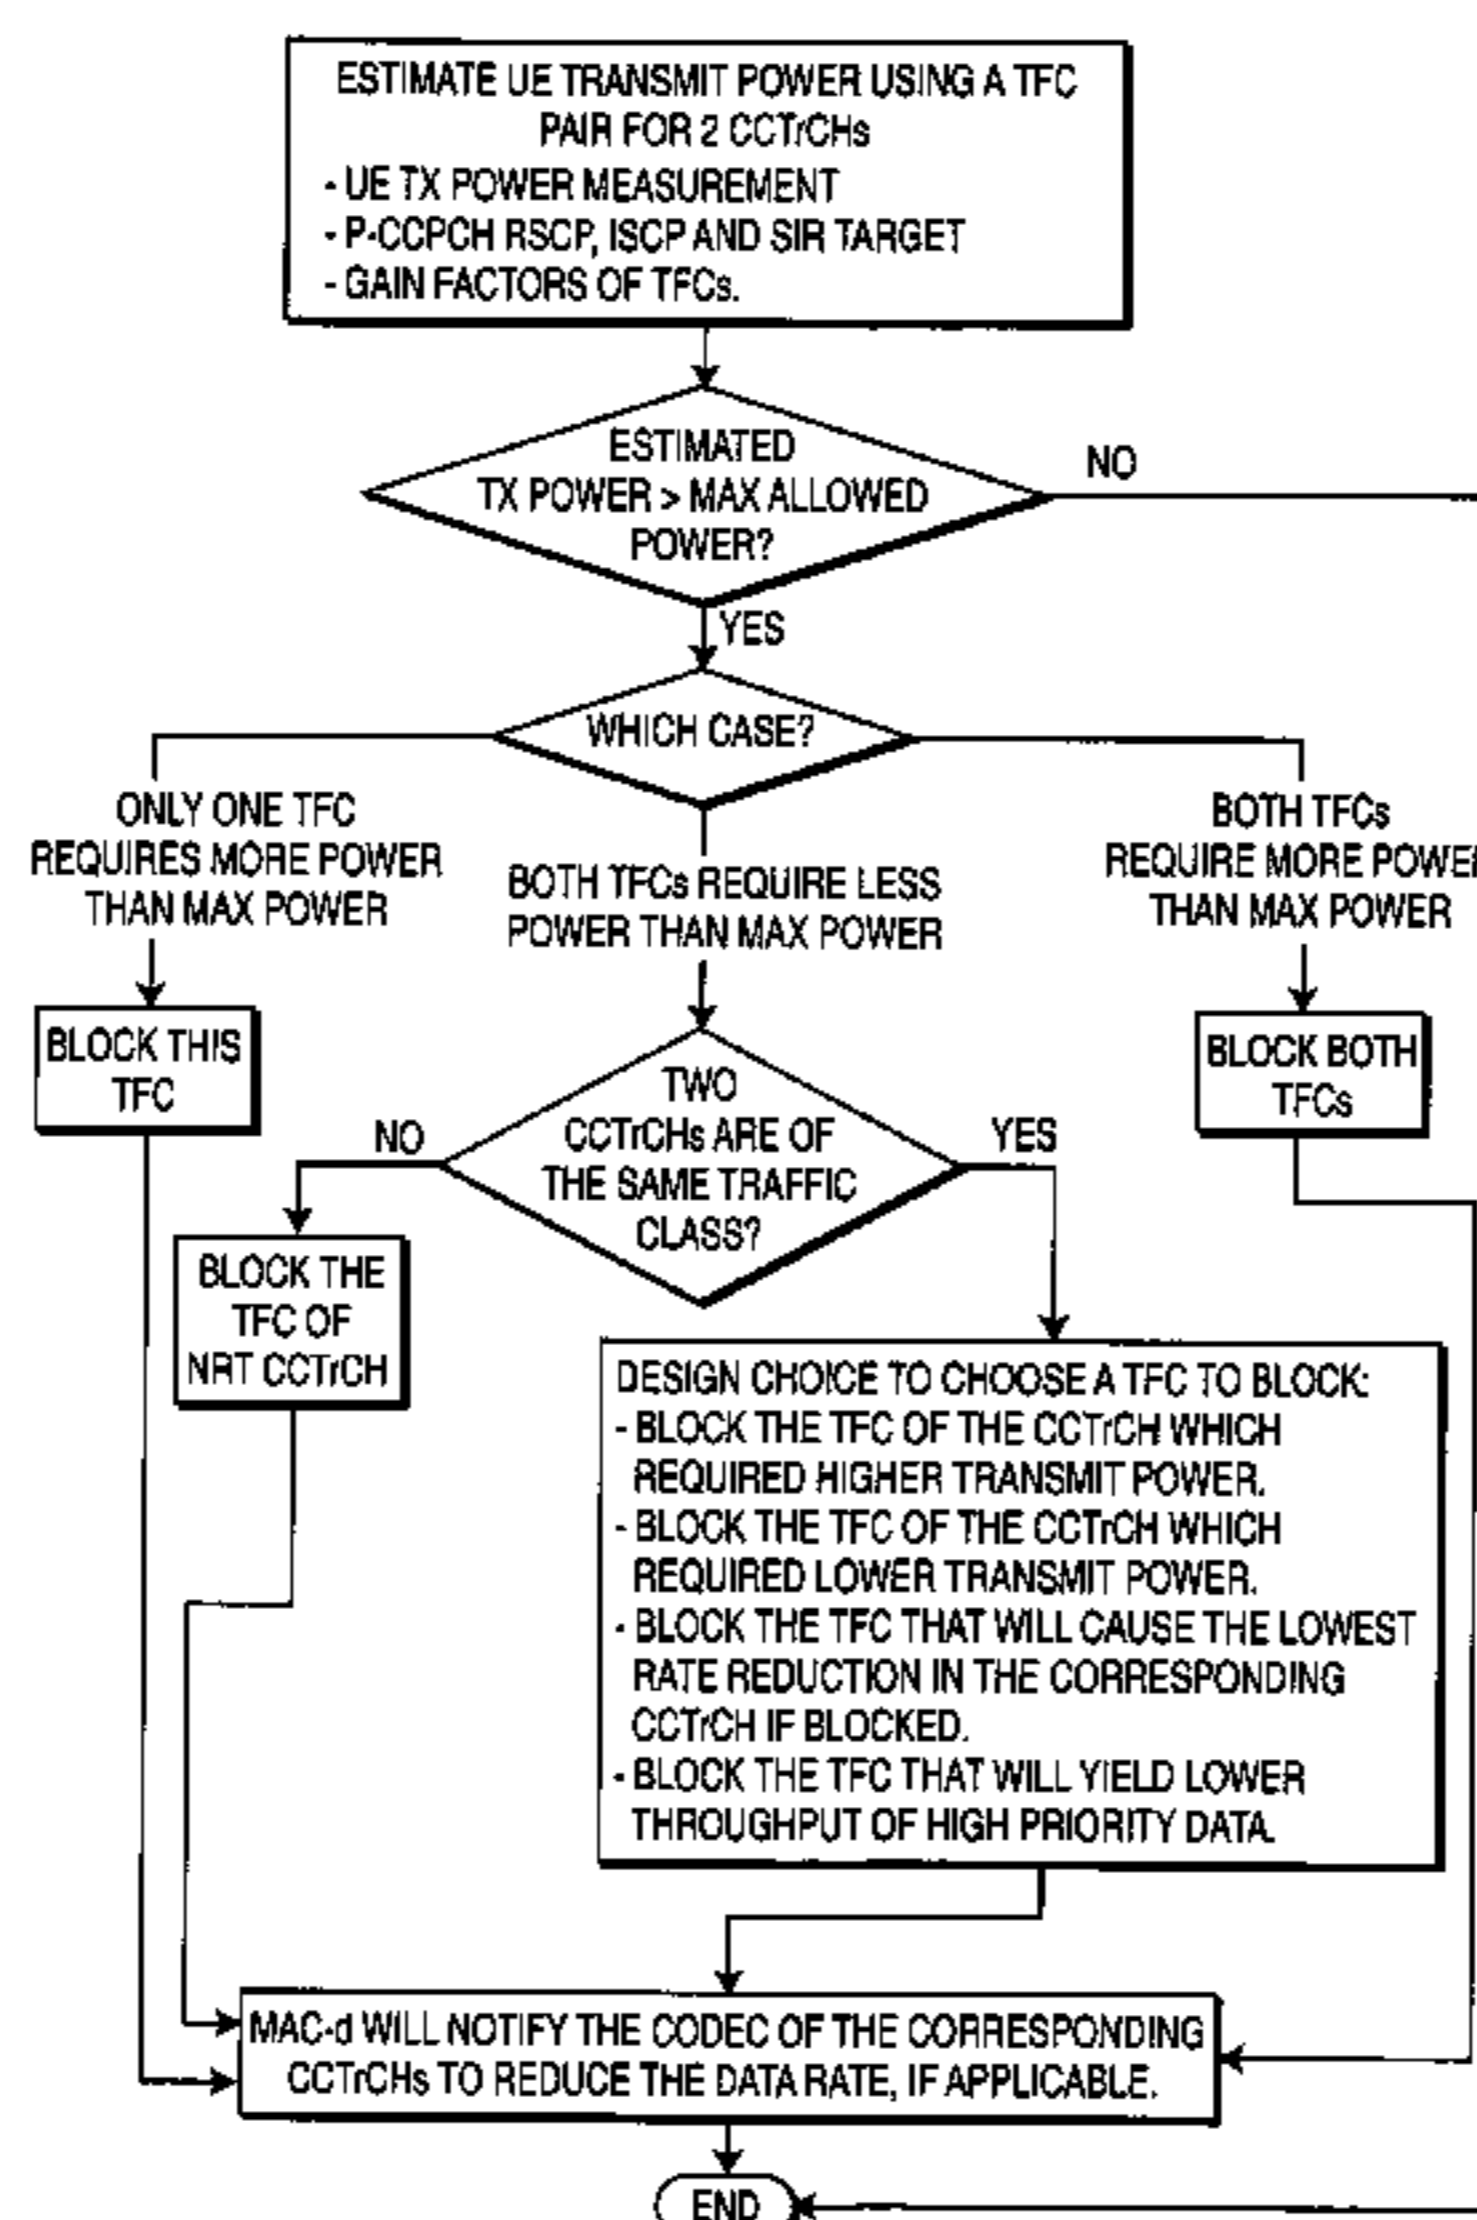 ESTIMATE UE TRANSMIT POWER USING A TFC
PAIR FOR 2 CCTrCHs
- UE TX POWER MEASUREMENT
- P-CCPCH RSCP, ISCP AND SIR TARGET
- GAIN FACTORS OF TFCs.
ESTIMATED
TX POWER > MAX ALLOWED
POWER?
NO
YES
WHICH CASE?
ONLY ONE TFC
REQUIRES MORE POWER
THAN MAX POWER
BOTH TFCs REQUIRE LESS
POWER THAN MAX POWER
BOTH TFCs
REQUIRE MORE POWER
THAN MAX POWER
BLOCK THIS
TFC
BLOCK BOTH
TFCs
TWO
CCTrCHs ARE OF
THE SAME TRAFFIC
CLASS?
NO
YES
BLOCK THE
TFC OF
NRT CCTrCH
DESIGN CHOICE TO CHOOSE A TFC TO BLOCK:
- BLOCK THE TFC OF THE CCTrCH WHICH
REQUIRED HIGHER TRANSMIT POWER.
- BLOCK THE TFC OF THE CCTrCH WHICH
REQUIRED LOWER TRANSMIT POWER.
- BLOCK THE TFC THAT WILL CAUSE THE LOWEST
RATE REDUCTION IN THE CORRESPONDING
CCTrCH IF BLOCKED.
- BLOCK THE TFC THAT WILL YIELD LOWER
THROUGHPUT OF HIGH PRIORITY DATA.
MAC-d WILL NOTIFY THE CODEC OF THE CORRESPONDING
CCTrCHs TO REDUCE THE DATA RATE, IF APPLICABLE.
END